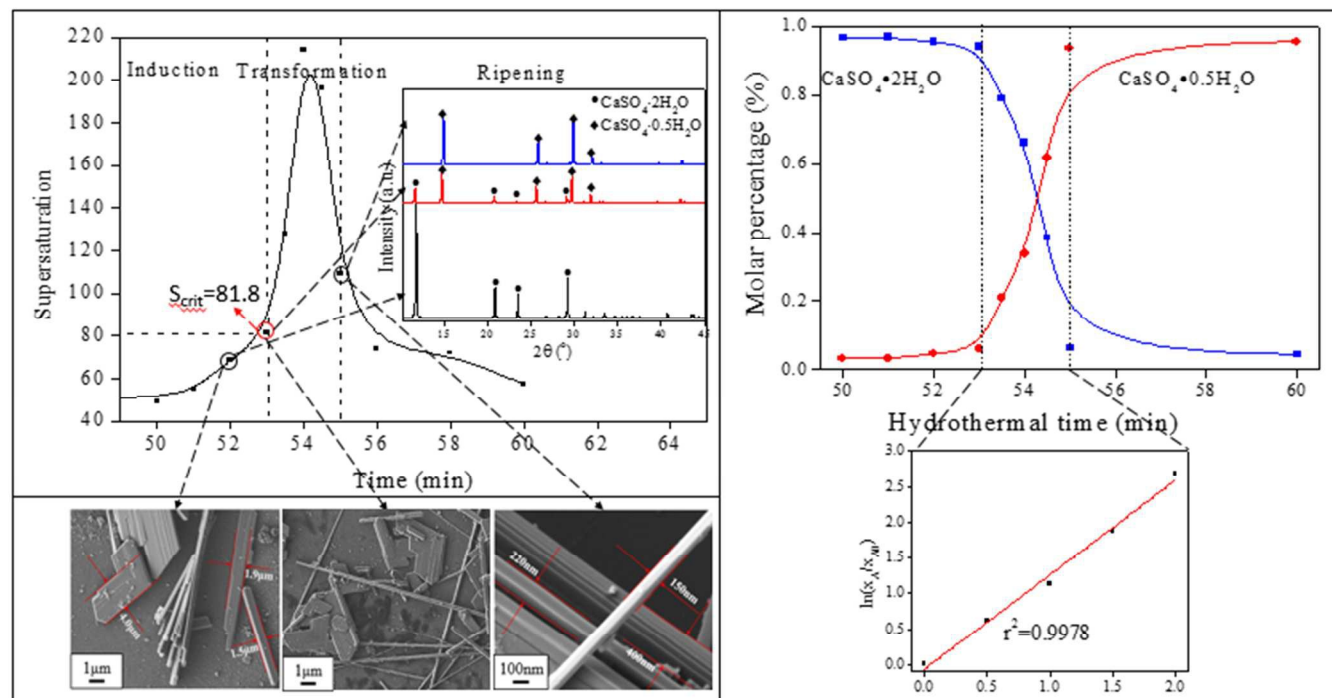 220
200
180
160
140
120
100
80
60
40
Supersaturation
Induction
Transformation
Ripening
S_crit=81.8
50 52 54 56 58 60 62 64
Time (min)
● CaSO₄·2H₂O
◆ CaSO₄·0.5H₂O
Intensity (a.u.)
15 20 25 30 35 40 45
2θ (°)
4.0μm
1.9μm
1.5μm
1μm
1μm
220nm
150nm
400nm
100nm
1.0
0.8
0.6
0.4
0.2
0.0
Molar percentage (%)
CaSO₄•2H₂O
CaSO₄•0.5H₂O
50 52 54 56 58 60
Hydrothermal time (min)
3.0
2.5
2.0
1.5
1.0
0.5
0.0
r²=0.9978
0.0 0.5 1.0 1.5 2.0